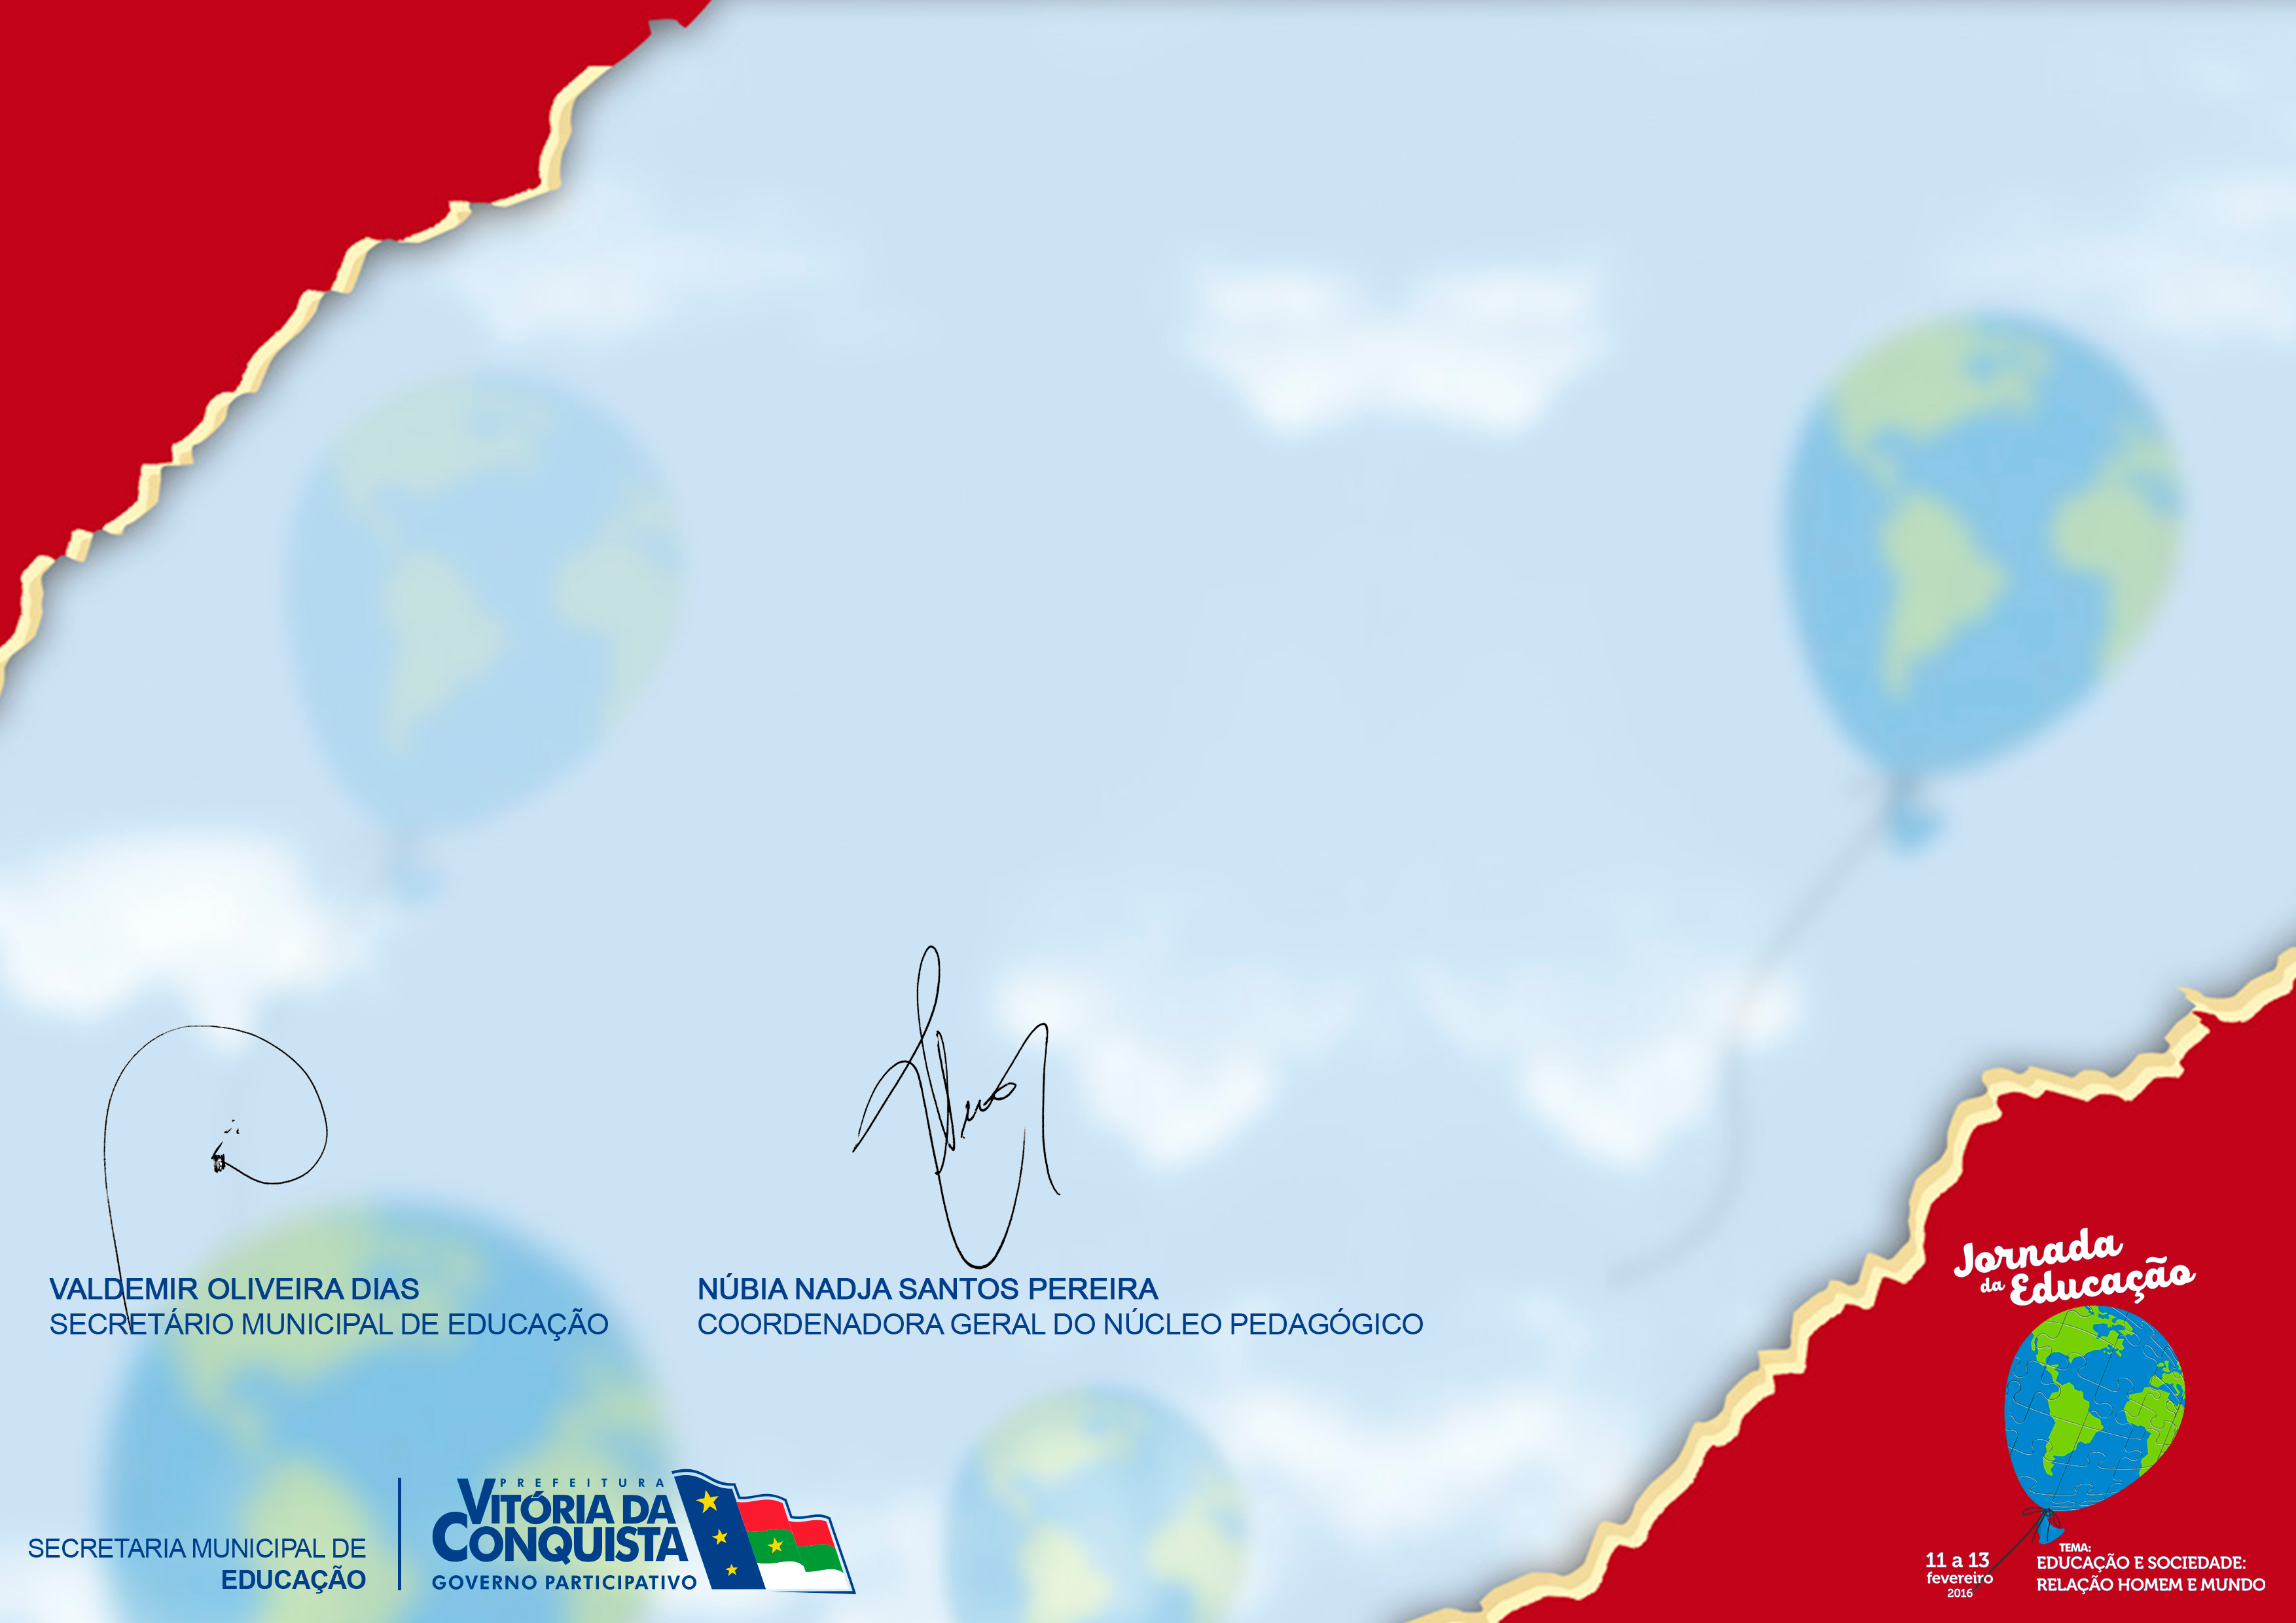 VALDEMIR OLIVEIRA DIAS
SECRETÁRIO MUNICIPAL DE EDUCAÇÃO
NÚBIA NADJA SANTOS PEREIRA
COORDENADORA GERAL DO NÚCLEO PEDAGÓGICO
SECRETARIA MUNICIPAL DE
EDUCAÇÃO
PREFEITURA
VITÓRIA DA
CONQUISTA
GOVERNO PARTICIPATIVO
Jornada
da Educação
11 a 13
fevereiro
2016
TEMA:
EDUCAÇÃO E SOCIEDADE:
RELAÇÃO HOMEM E MUNDO